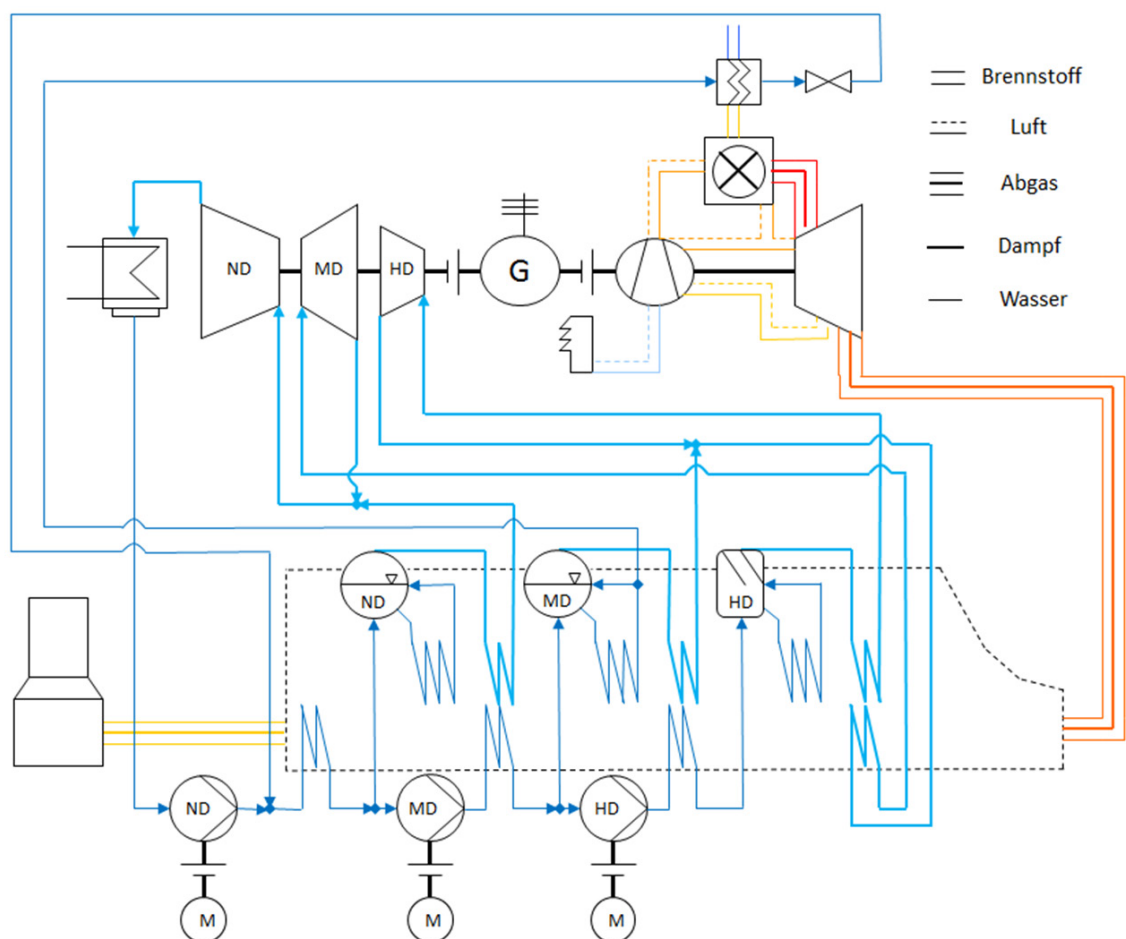 Brennstoff
Luft
Abgas
Dampf
Wasser
ND
MD
HD
G
ND
MD
HD
ND
MD
HD
M
M
M